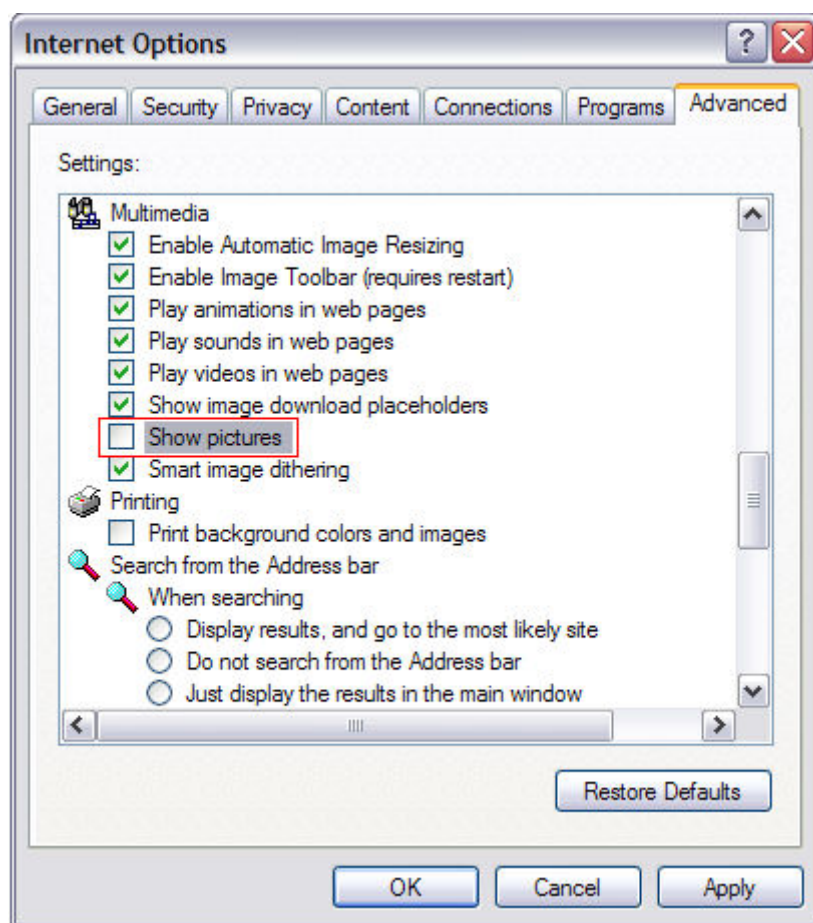 Internet Options
General Security Privacy Content Connections Programs Advanced
Settings:
Multimedia
Enable Automatic Image Resizing
Enable Image Toolbar (requires restart)
Play animations in web pages
Play sounds in web pages
Play videos in web pages
Show image download placeholders
Show pictures
Smart image dithering
Printing
Print background colors and images
Search from the Address bar
When searching
Display results, and go to the most likely site
Do not search from the Address bar
Just display the results in the main window
Restore Defaults
OK Cancel Apply